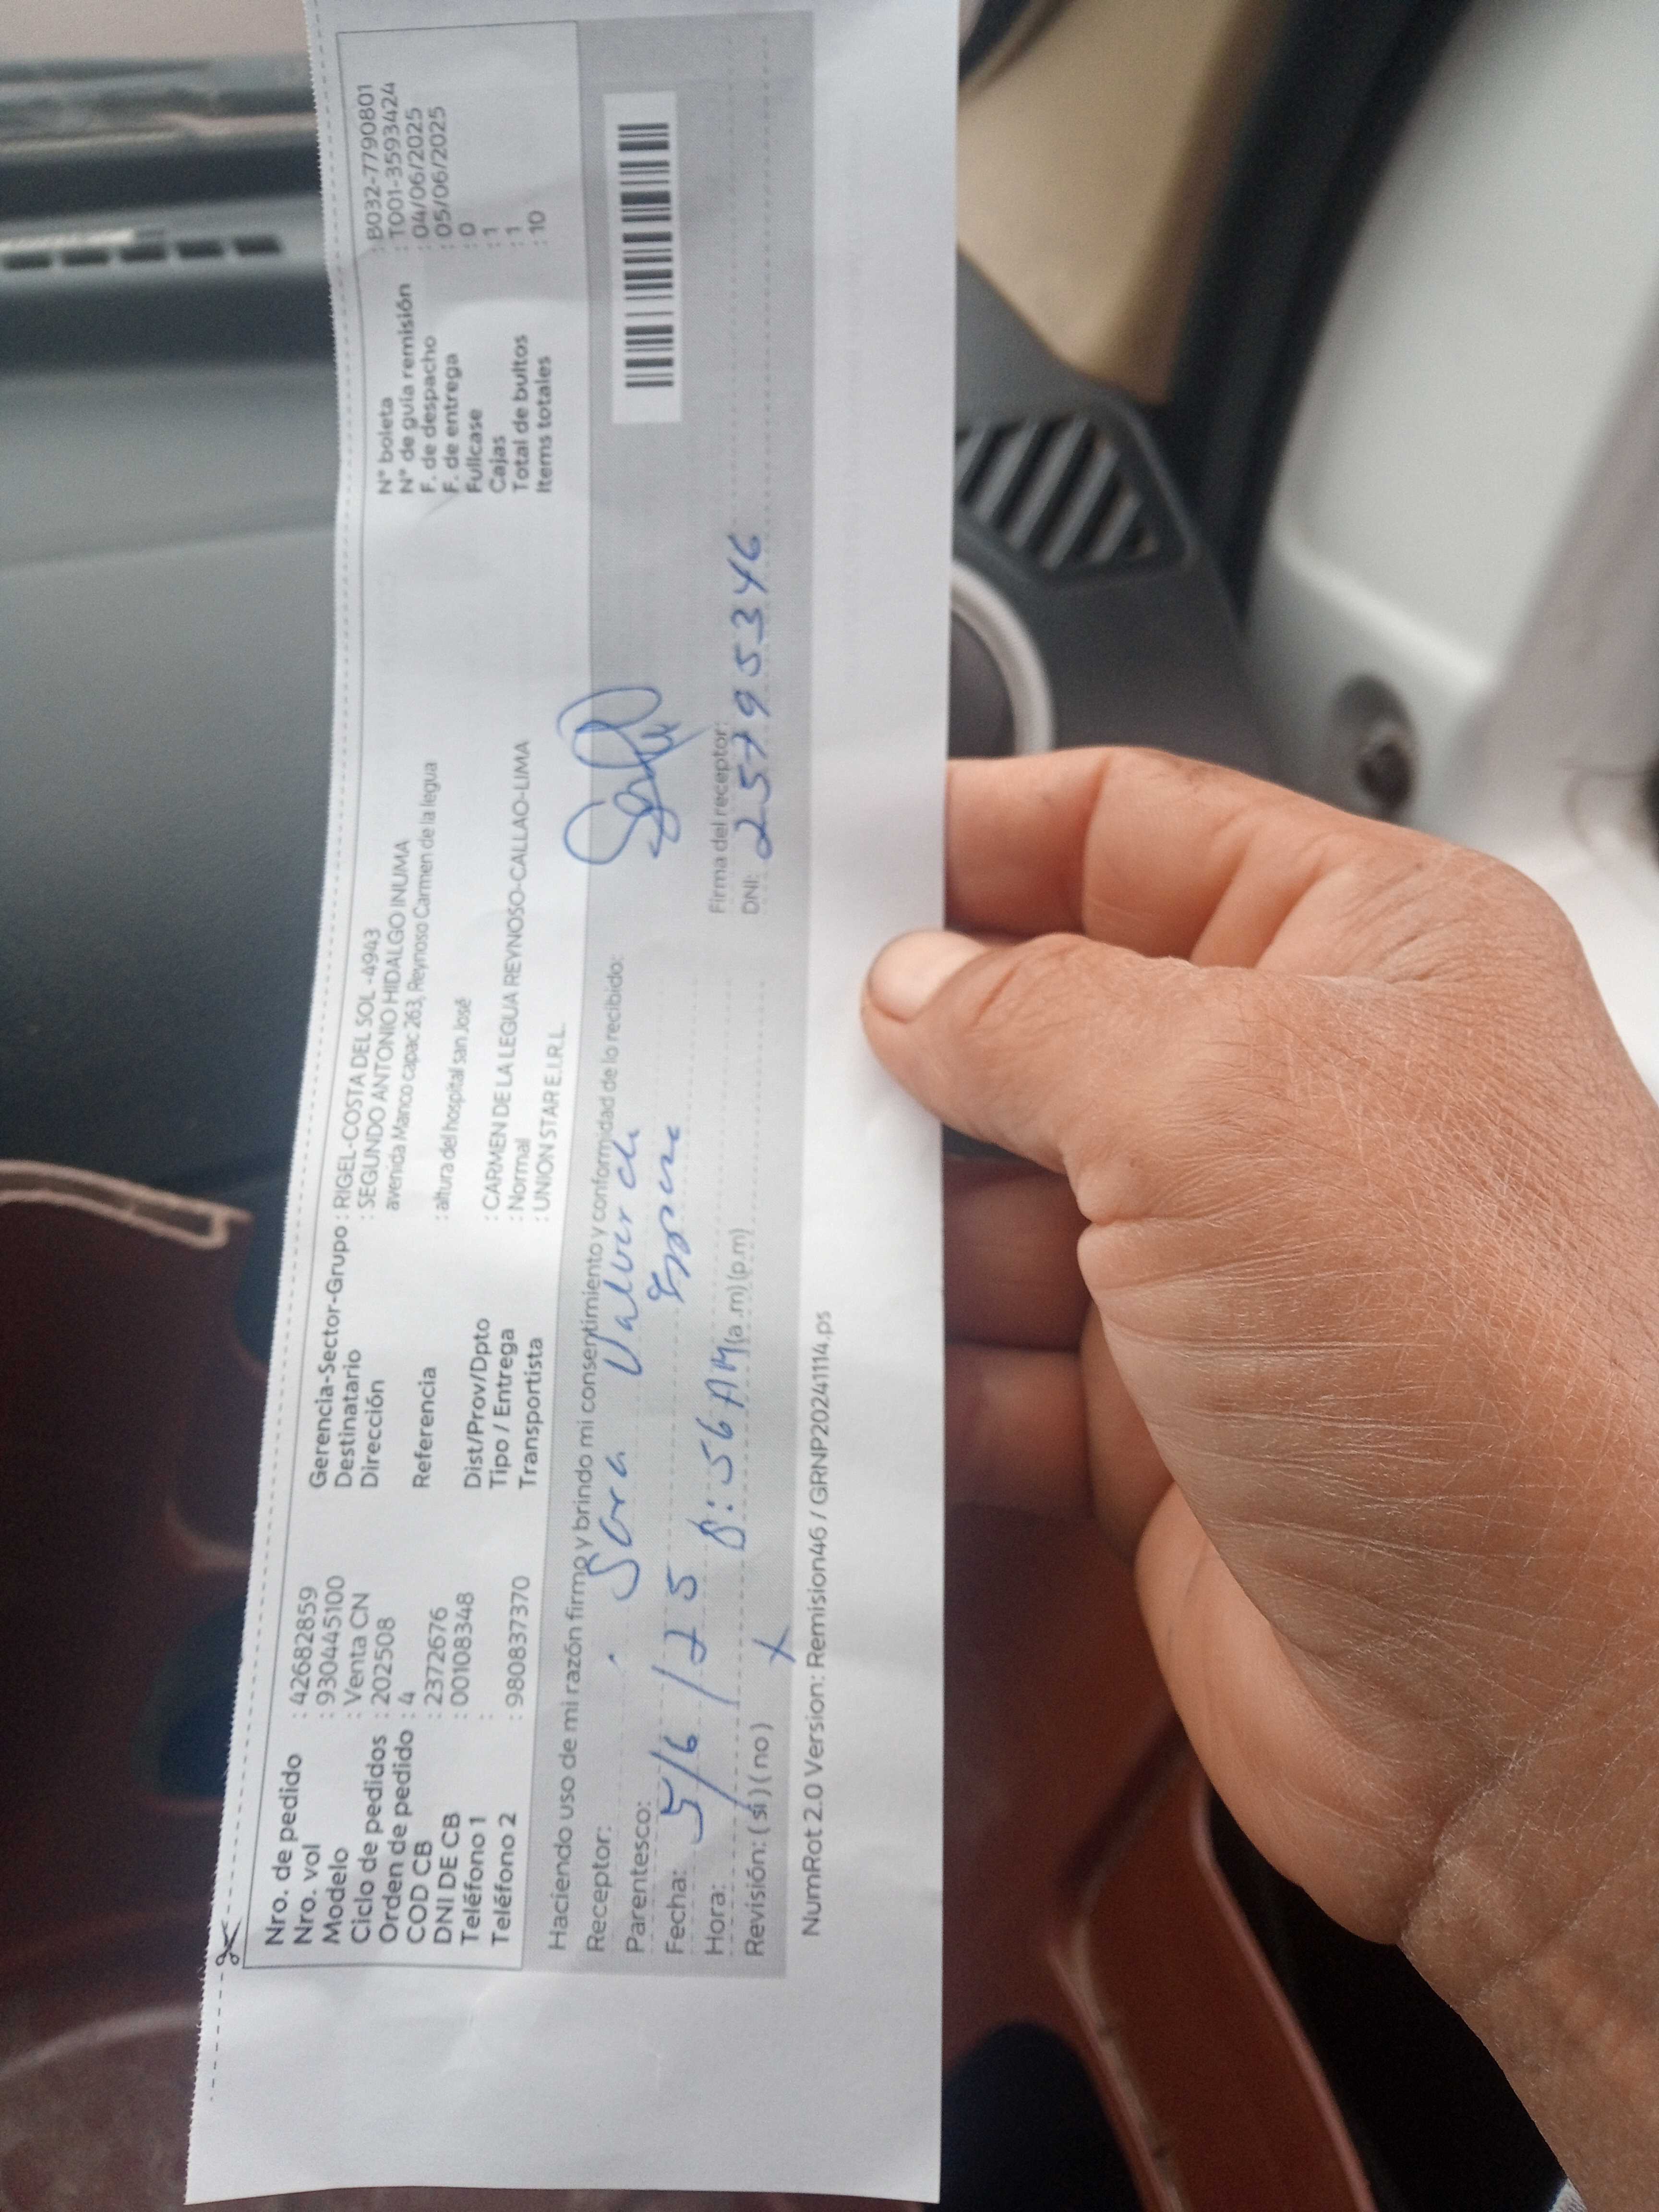 Nro. de pedido : 42682859
Nro. vol : 930445100
Modelo : Venta CN
Ciclo de pedidos : 202508
Orden de pedido : 4
COD CB : 2372676
DNI DE CB : 00108348
Teléfono 1 :
Teléfono 2 : 980837370
Gerencia-Sector-Grupo : RIGEL-COSTA DEL SOL -4943
Destinatario : SEGUNDO ANTONIO HIDALGO INUMA
Dirección avenida Manco capac 263, Reynoso Carmen de la legua
Referencia : altura del hospital san José
Dist/Prov/Dpto : CARMEN DE LA LEGUA REYNOSO-CALLAO-LIMA
Tipo / Entrega : Normal
Transportista : UNION STAR E.I.R.L.
N° boleta : B032-7790801
N° de guía remisión : T001-3593424
F. de despacho : 04/06/2025
F. de entrega : 05/06/2025
Fullcase : 0
Cajas : 1
Total de bultos : 1
Items totales : 10
Haciendo uso de mi razón firmo y brindo mi consentimiento y conformidad de lo recibido:
Receptor: Sara Valverde
Parentesco:
Fecha: 5/6/25
Hora: 8:56 AM (a .m) (p.m)
Revisión: ( si ) ( no ) X
Firma del receptor:
DNI: 25795346
NumRot 2.0 Version: Remision46 / GRNP20241114.ps